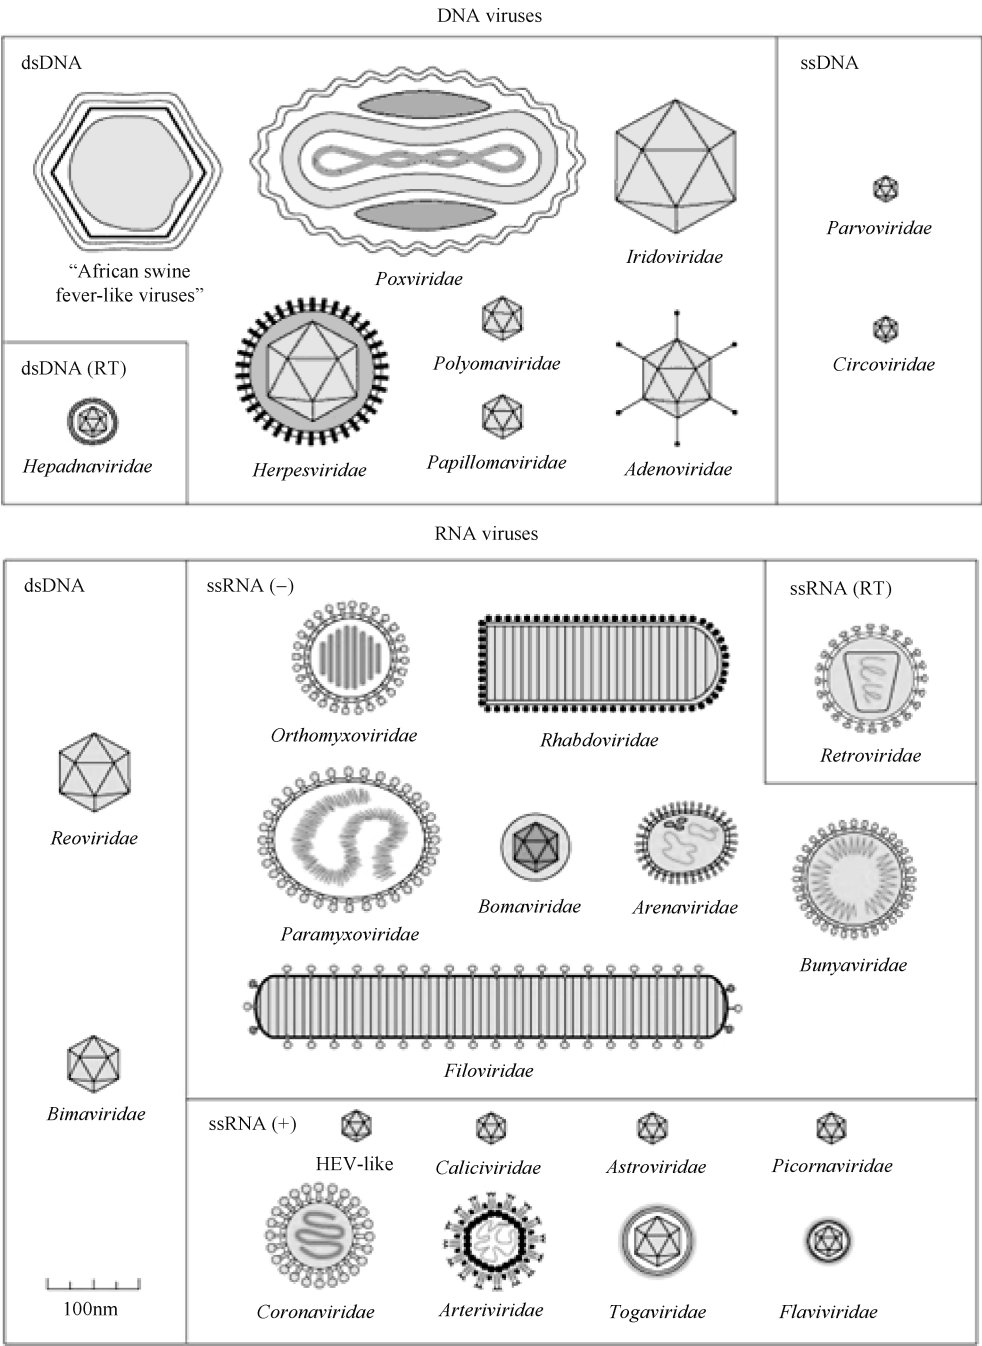 DNA viruses
dsDNA
ssDNA
“African swine
fever-like viruses”
Poxviridae
Iridoviridae
Parvoviridae
dsDNA (RT)
Hepadnaviridae
Herpesviridae
Polyomaviridae
Papillomaviridae
Adenoviridae
Circoviridae
RNA viruses
dsDNA
ssRNA (−)
ssRNA (RT)
Orthomyxoviridae
Rhabdoviridae
Retroviridae
Reoviridae
Paramyxoviridae
Bomaviridae
Arenaviridae
Bunyaviridae
Filoviridae
Bimaviridae
ssRNA (+)
HEV-like
Caliciviridae
Astroviridae
Picornaviridae
Coronaviridae
Arteriviridae
Togaviridae
Flaviviridae
100nm